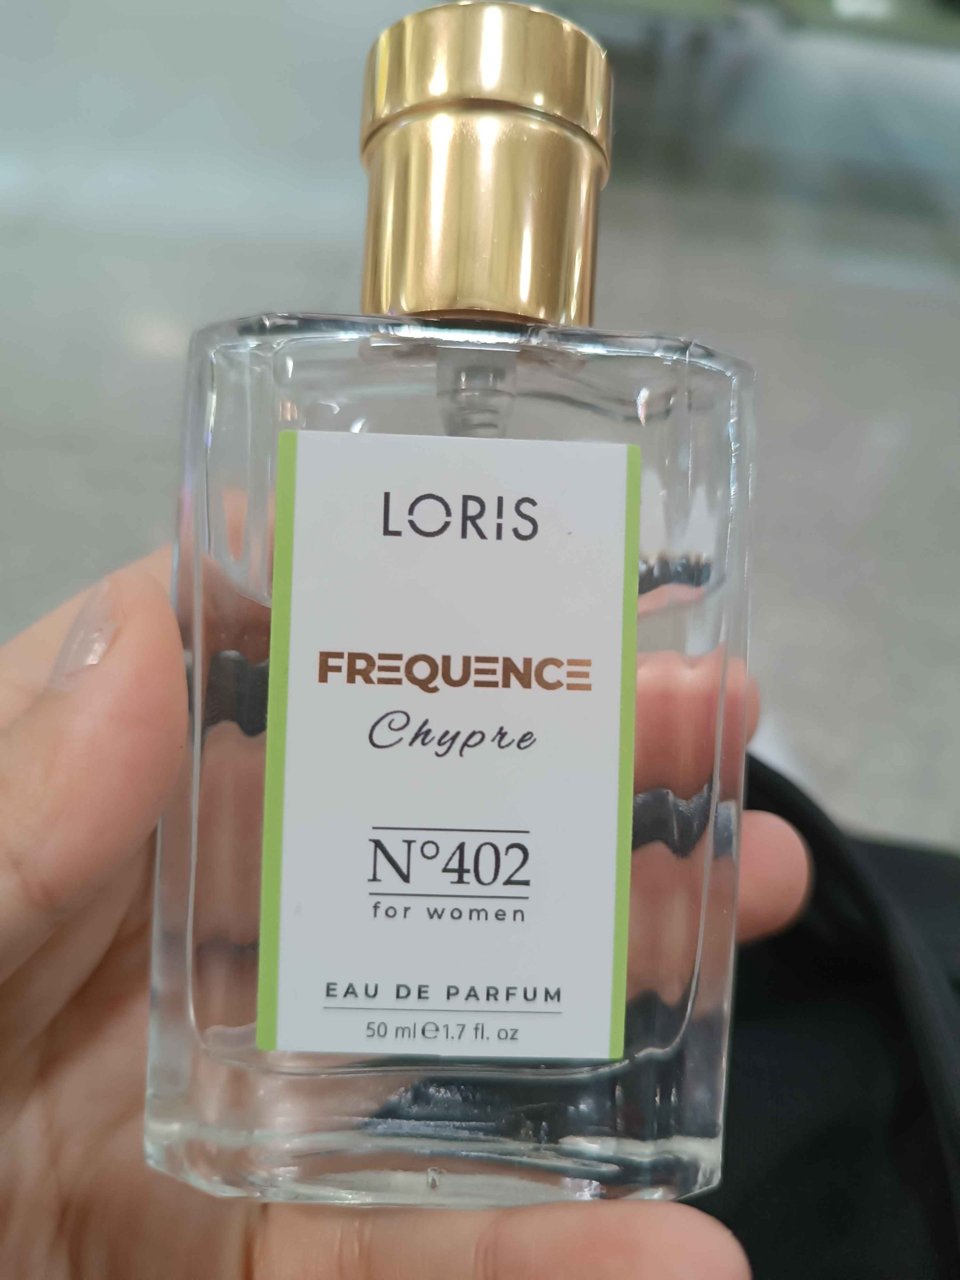 LORIS
FREQUENCE
Chypre
N°402
for women
EAU DE PARFUM
50 ml ℮ 1.7 fl. oz